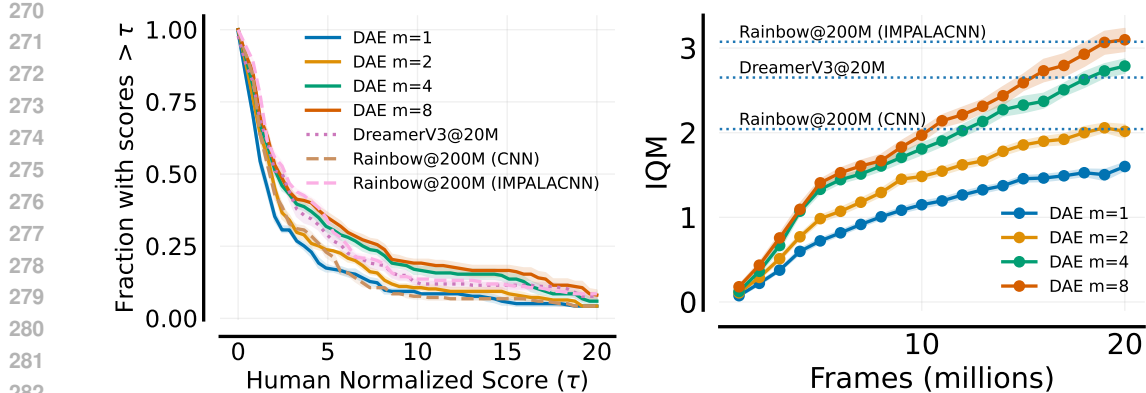 270
271
272
273
274
275
276
277
278
279
280
281
282
Fraction with scores > τ
1.00
0.75
0.50
0.25
0.00
DAE m=1
DAE m=2
DAE m=4
DAE m=8
DreamerV3@20M
Rainbow@200M (CNN)
Rainbow@200M (IMPALACNN)
0 5 10 15 20
Human Normalized Score (τ)
IQM
3
2
1
0
Rainbow@200M (IMPALACNN)
DreamerV3@20M
Rainbow@200M (CNN)
DAE m=1
DAE m=2
DAE m=4
DAE m=8
10 20
Frames (millions)